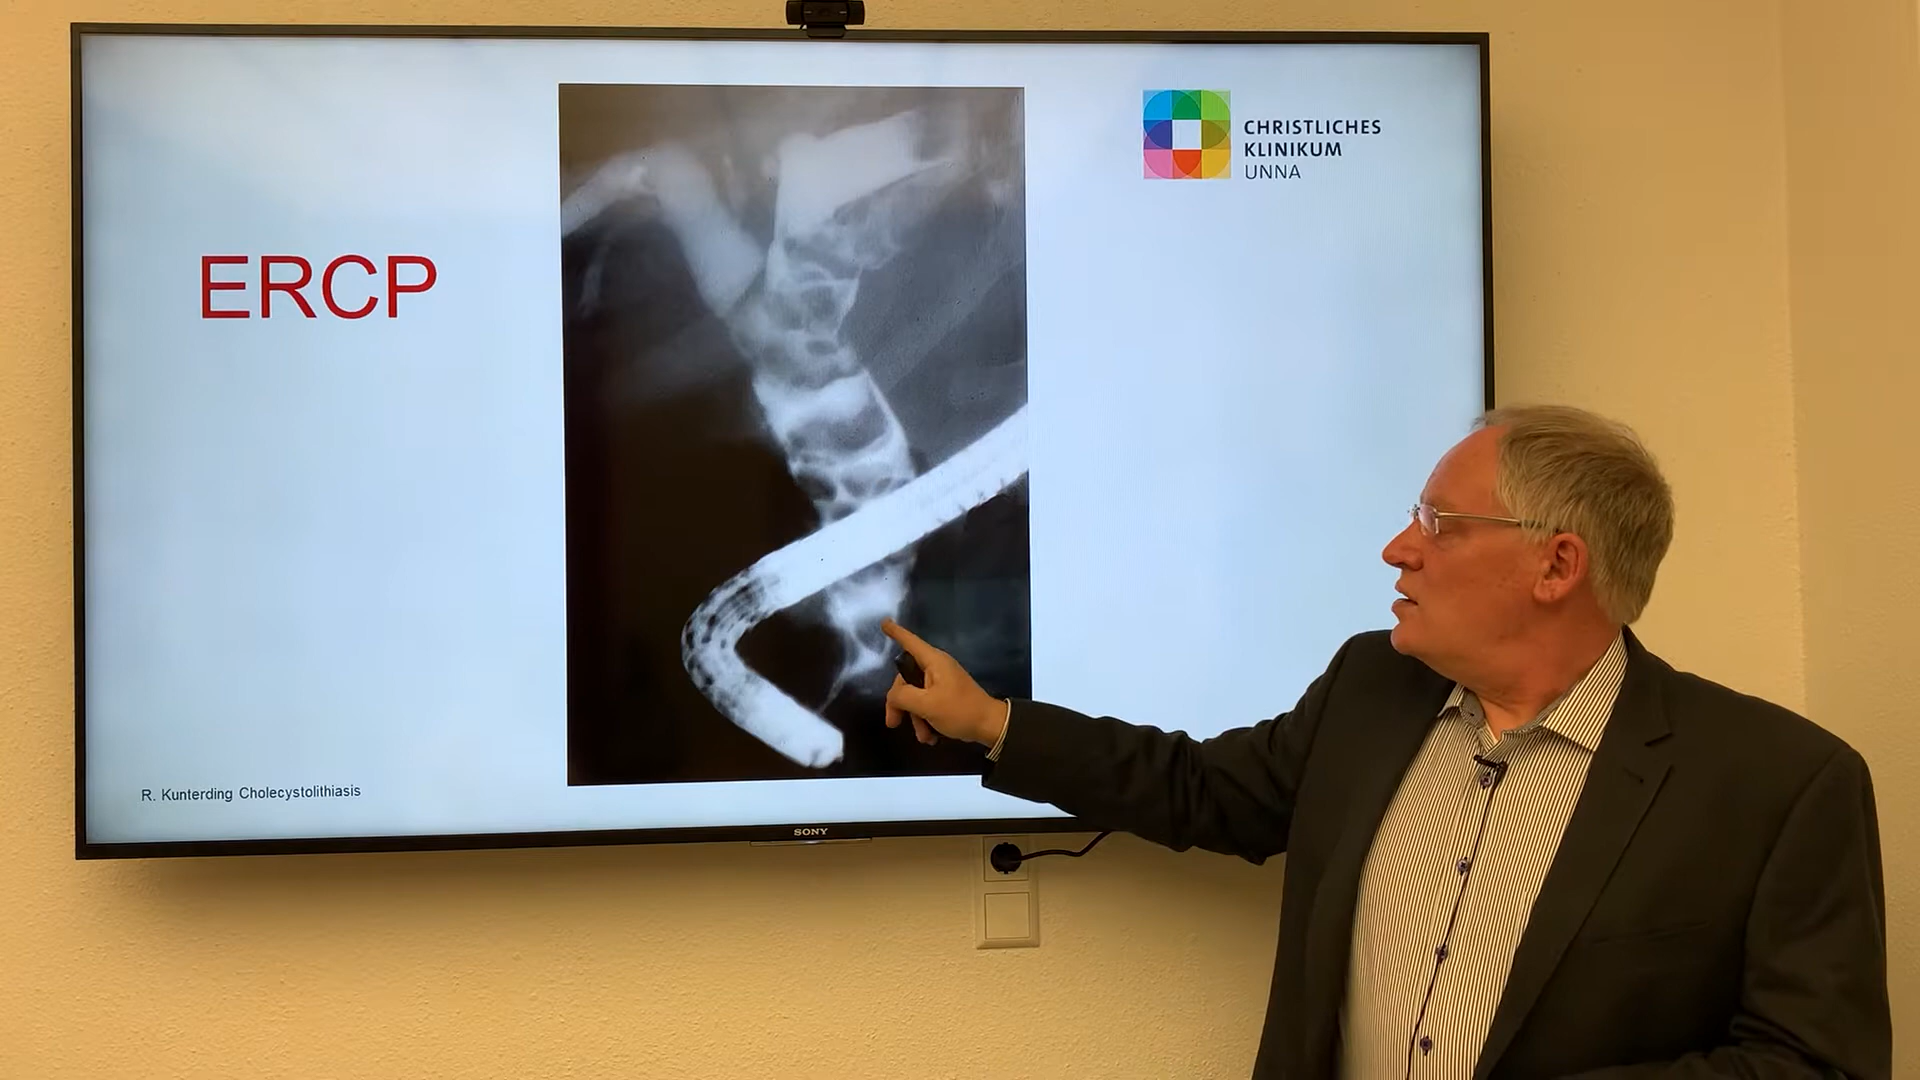 ERCP
CHRISTLICHES
KLINIKUM
UNNA
R. Kunterding Cholecystolithiasis
SONY